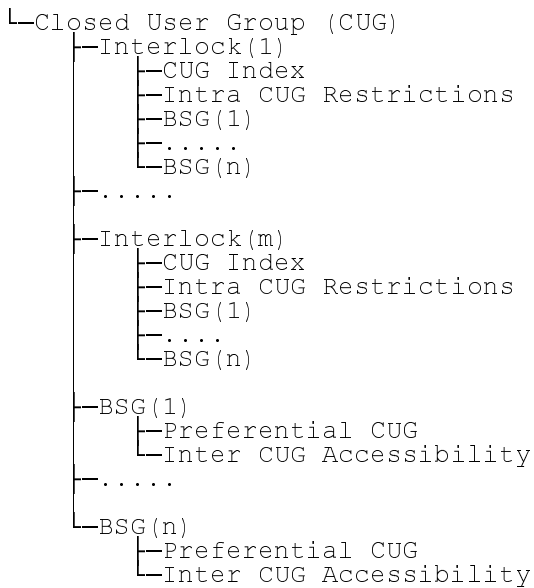 Closed User Group (CUG)
Interlock(1)
CUG Index
Intra CUG Restrictions
BSG(1)
.....
BSG(n)
.....
Interlock(m)
CUG Index
Intra CUG Restrictions
BSG(1)
....
BSG(n)
BSG(1)
Preferential CUG
Inter CUG Accessibility
.....
BSG(n)
Preferential CUG
Inter CUG Accessibility